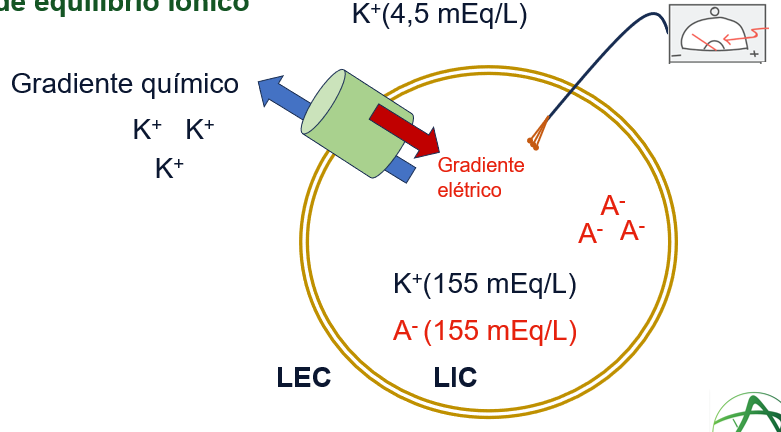 de equilíbrio iônico
K⁺(4,5 mEq/L)
Gradiente químico
K⁺ K⁺
K⁺
Gradiente
elétrico
A⁻
A⁻ A⁻
K⁺(155 mEq/L)
A⁻ (155 mEq/L)
LEC LIC
− +